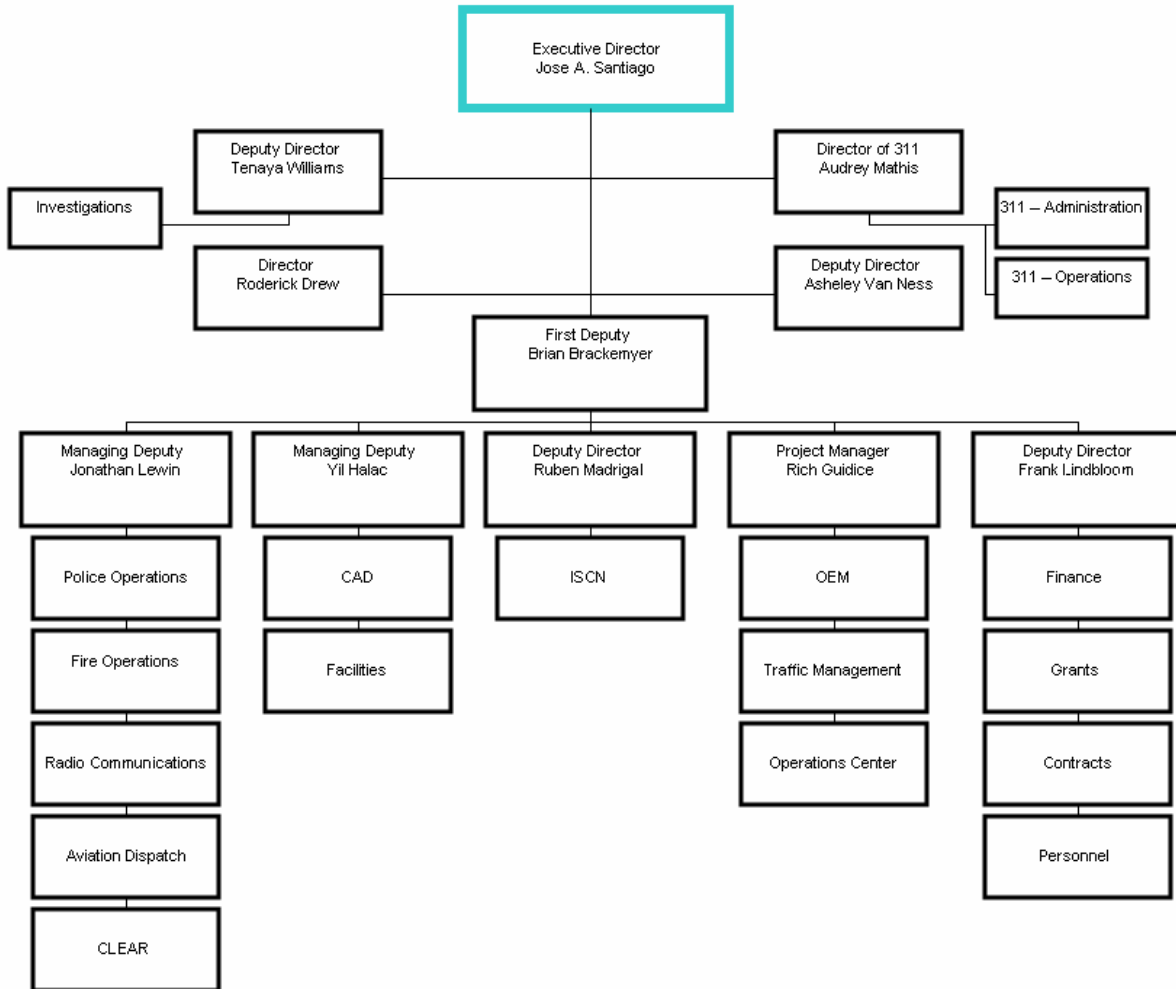 Executive Director
Jose A. Santiago
Deputy Director
Tenaya Williams
Director of 311
Audrey Mathis
Investigations
311 – Administration
Director
Roderick Drew
Deputy Director
Asheley Van Ness
311 – Operations
First Deputy
Brian Brackemyer
Managing Deputy
Jonathan Lewin
Managing Deputy
Yil Halac
Deputy Director
Ruben Madrigal
Project Manager
Rich Guidice
Deputy Director
Frank Lindbloom
Police Operations
CAD
ISCN
OEM
Finance
Fire Operations
Facilities
Traffic Management
Grants
Radio Communications
Operations Center
Contracts
Aviation Dispatch
Personnel
CLEAR